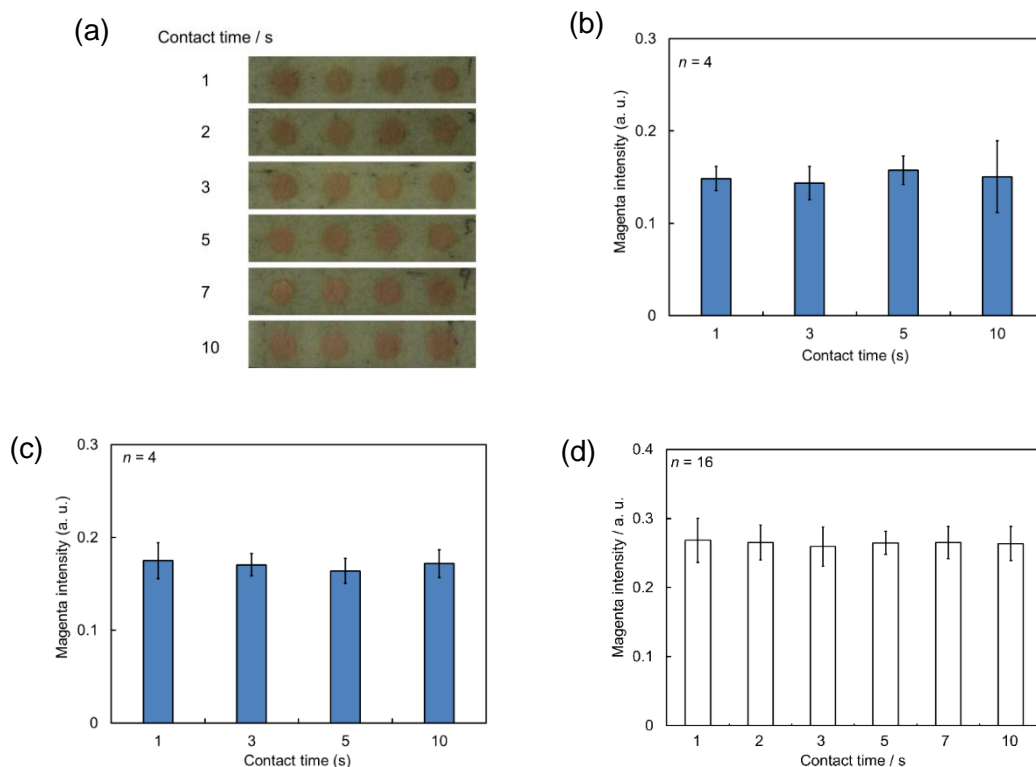 (a)
Contact time / s
1
2
3
5
7
10
(b)
0.3
0.2
0.1
0
Magenta intensity (a. u.)
n = 4
1 3 5 10
Contact time (s)
(c)
0.3
0.2
0.1
0
Magenta intensity (a. u.)
n = 4
1 3 5 10
Contact time (s)
(d)
0.4
0.3
0.2
0.1
0
Magenta intensity / a. u.
n = 16
1 2 3 5 7 10
Contact time / s